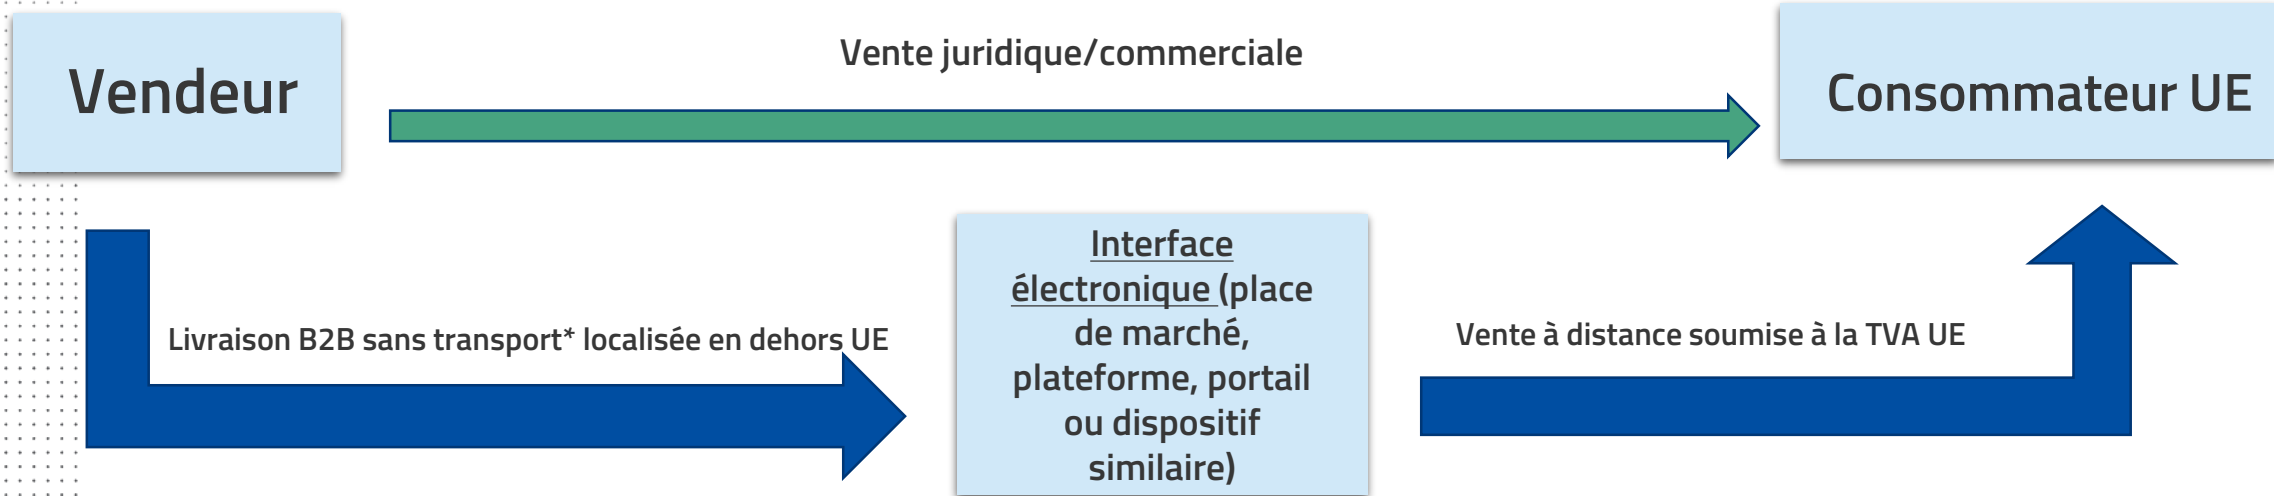 Vendeur
Vente juridique/commerciale
Consommateur UE
Livraison B2B sans transport* localisée en dehors UE
Interface
électronique (place
de marché,
plateforme, portail
ou dispositif
similaire)
Vente à distance soumise à la TVA UE